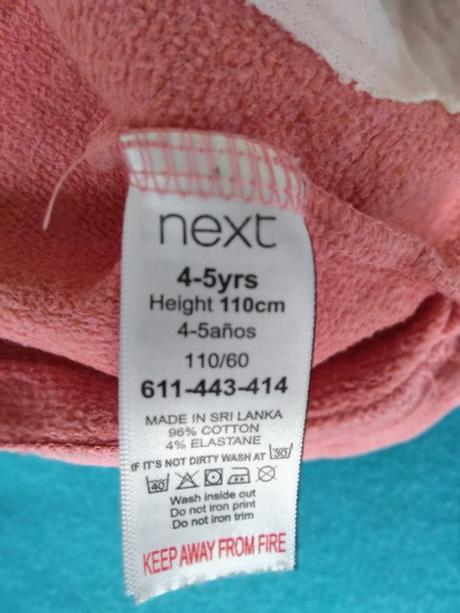 next
4-5yrs
Height 110cm
4-5años
110/60
611-443-414
MADE IN SRI LANKA
96% COTTON
4% ELASTANE
IF IT'S NOT DIRTY WASH AT 30
40
Wash inside out
Do not iron print
Do not iron trim
KEEP AWAY FROM FIRE